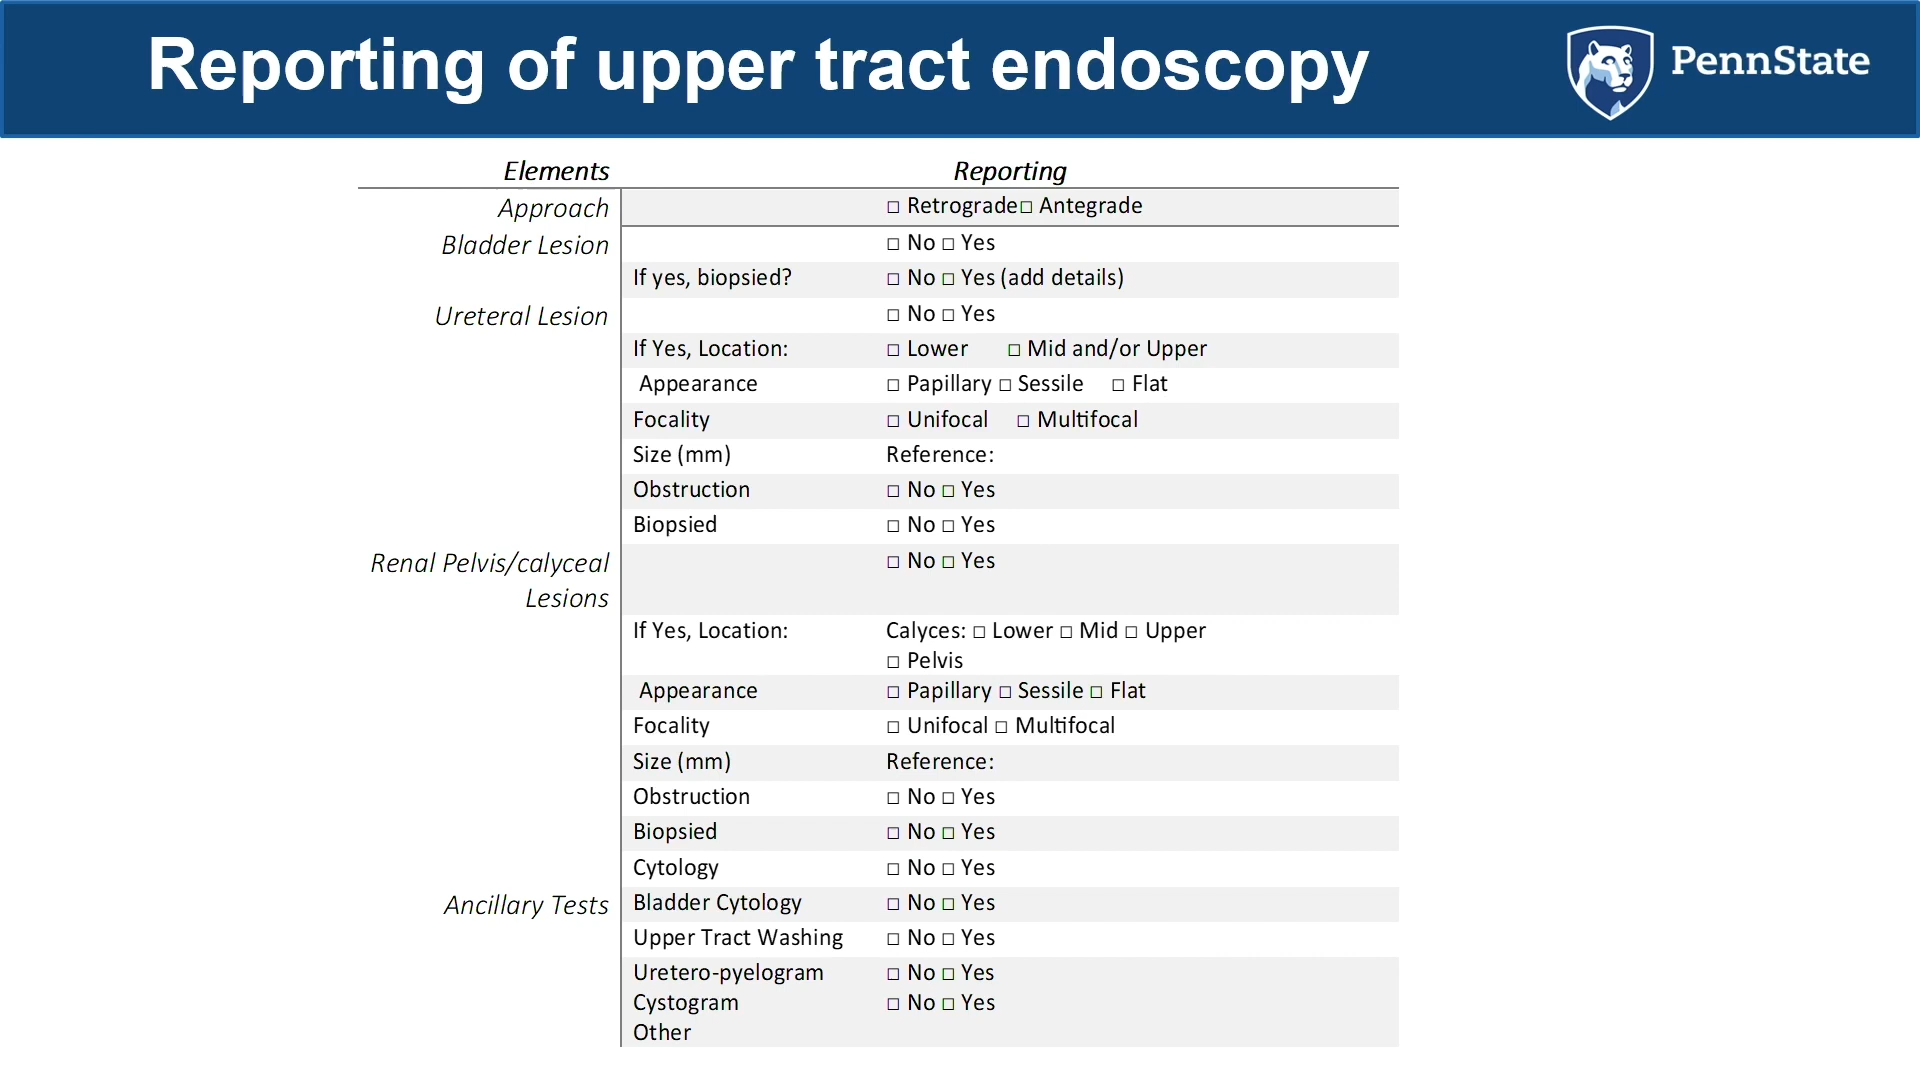 Reporting of upper tract endoscopy
PennState
Elements Reporting
Approach □ Retrograde□ Antegrade
Bladder Lesion □ No □ Yes
If yes, biopsied? □ No □ Yes (add details)
Ureteral Lesion □ No □ Yes
If Yes, Location: □ Lower □ Mid and/or Upper
Appearance □ Papillary □ Sessile □ Flat
Focality □ Unifocal □ Multifocal
Size (mm) Reference:
Obstruction □ No □ Yes
Biopsied □ No □ Yes
Renal Pelvis/calyceal □ No □ Yes
Lesions
If Yes, Location: Calyces: □ Lower □ Mid □ Upper
□ Pelvis
Appearance □ Papillary □ Sessile □ Flat
Focality □ Unifocal □ Multifocal
Size (mm) Reference:
Obstruction □ No □ Yes
Biopsied □ No □ Yes
Cytology □ No □ Yes
Ancillary Tests Bladder Cytology □ No □ Yes
Upper Tract Washing □ No □ Yes
Uretero-pyelogram □ No □ Yes
Cystogram □ No □ Yes
Other